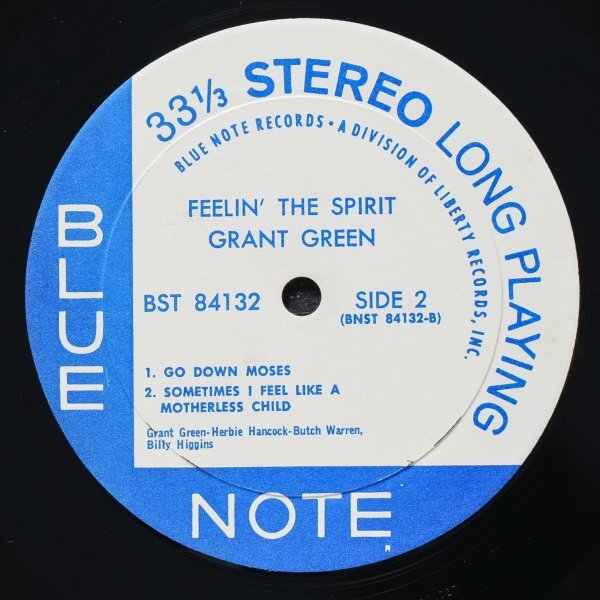 33⅓ STEREO LONG PLAYING
BLUE NOTE RECORDS • A DIVISION OF LIBERTY RECORDS, INC.
FEELIN' THE SPIRIT
GRANT GREEN
BST 84132
SIDE 2
(BNST 84132-B)
1. GO DOWN MOSES
2. SOMETIMES I FEEL LIKE A
MOTHERLESS CHILD
Grant Green-Herbie Hancock-Butch Warren,
Billy Higgins
BLUE
NOTE
R